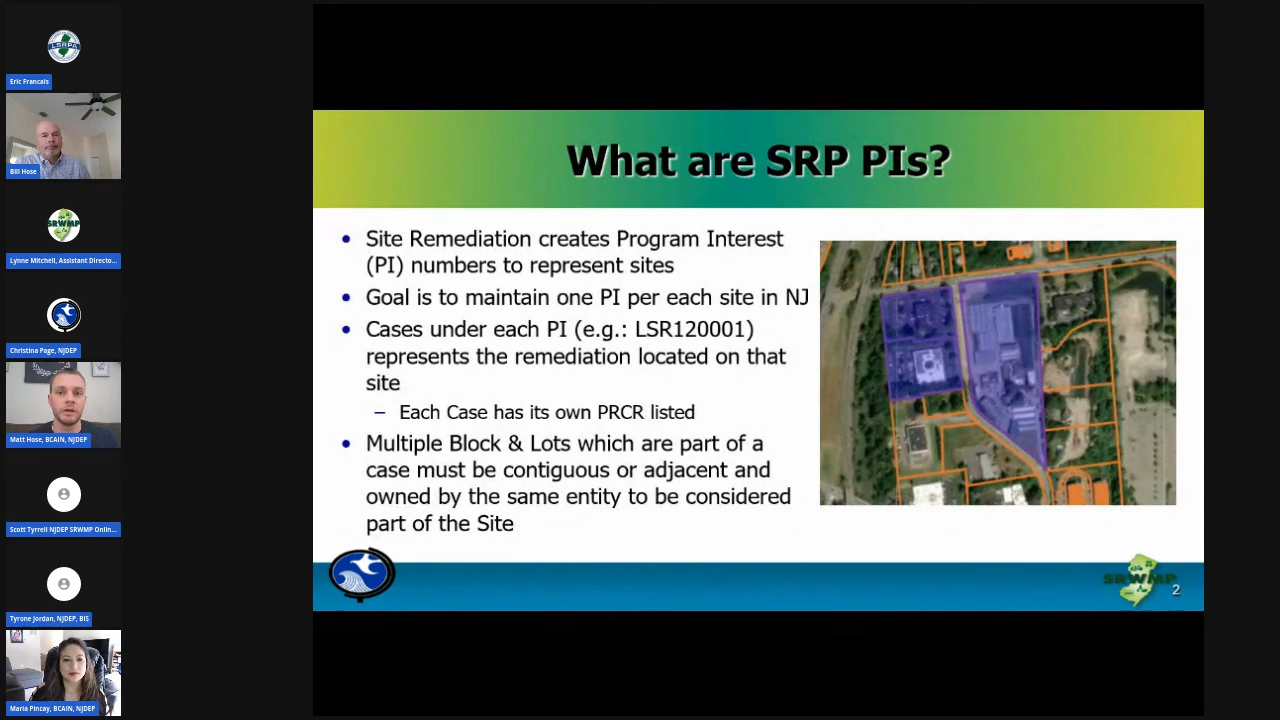 LSRPA
Eric Francais
Bill Hose
SRWMP
Lynne Mitchell, Assistant Directo...
Christina Page, NJDEP
Matt Hose, BCAIN, NJDEP
Scott Tyrrell NJDEP SRWMP Onlin...
Tyrone Jordan, NJDEP, BIS
Maria Pincay, BCAIN, NJDEP
What are SRP PIs?
• Site Remediation creates Program Interest
(PI) numbers to represent sites
• Goal is to maintain one PI per each site in NJ
• Cases under each PI (e.g.: LSR120001)
represents the remediation located on that
site
– Each Case has its own PRCR listed
• Multiple Block & Lots which are part of a
case must be contiguous or adjacent and
owned by the same entity to be considered
part of the Site
SRWMP
2